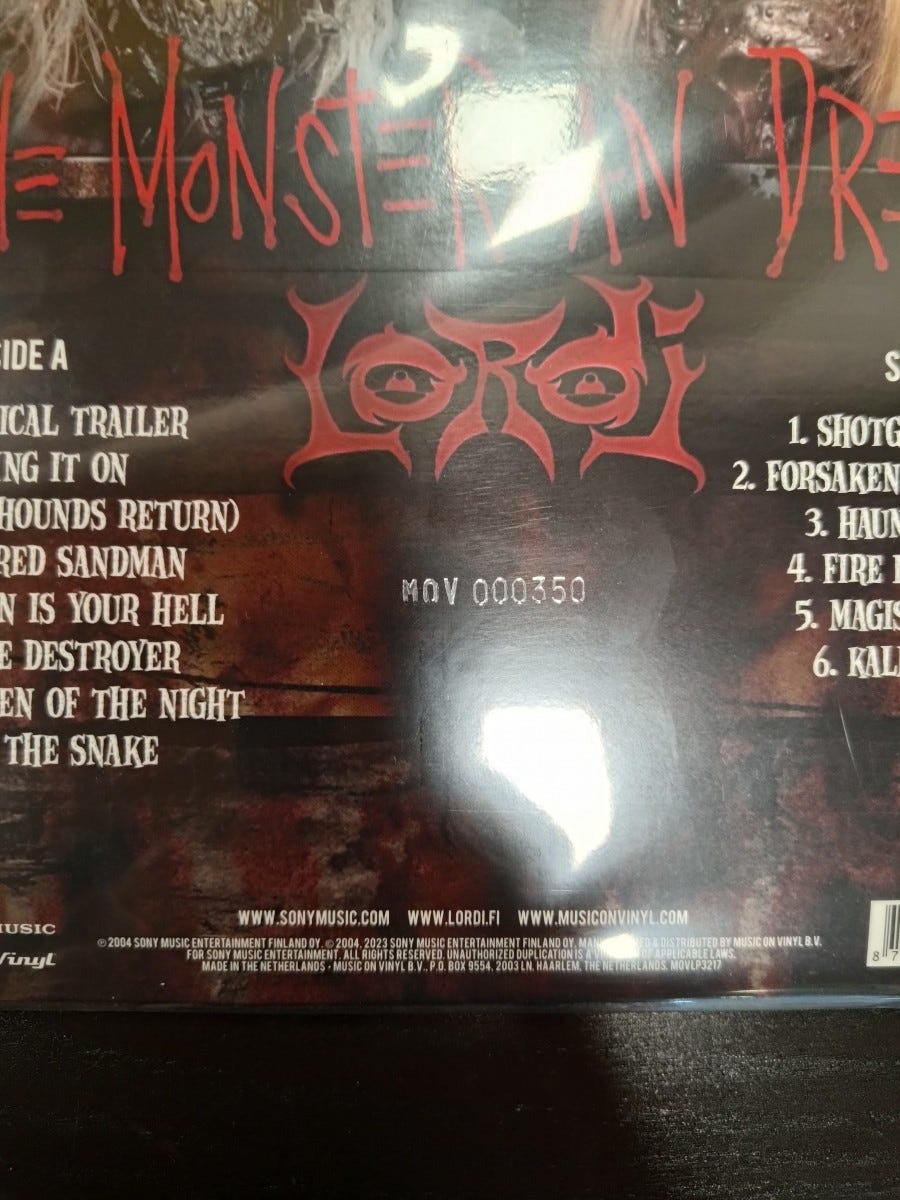 MONSTERIAN DRE
LORDi
SIDE A
ICAL TRAILER
ING IT ON
HOUNDS RETURN)
RED SANDMAN
N IS YOUR HELL
E DESTROYER
EN OF THE NIGHT
THE SNAKE
S
1. SHOTG
2. FORSAKEN
3. HAUN
4. FIRE
5. MAGIS
6. KAL
MOV 000350
WWW.SONYMUSIC.COM WWW.LORDI.FI WWW.MUSICONVINYL.COM
MUSIC
Vinyl
℗ 2004 SONY MUSIC ENTERTAINMENT FINLAND OY. © 2004, 2023 SONY MUSIC ENTERTAINMENT FINLAND OY. & DISTRIBUTED BY MUSIC ON VINYL B.V.
FOR SONY MUSIC ENTERTAINMENT. ALL RIGHTS RESERVED. UNAUTHORIZED DUPLICATION IS A OF APPLICABLE LAWS.
MADE IN THE NETHERLANDS - MUSIC ON VINYL B.V., P.O. BOX 9554, 2003 LN, HAARLEM, THE NETHERLANDS. MOVLP3217
8